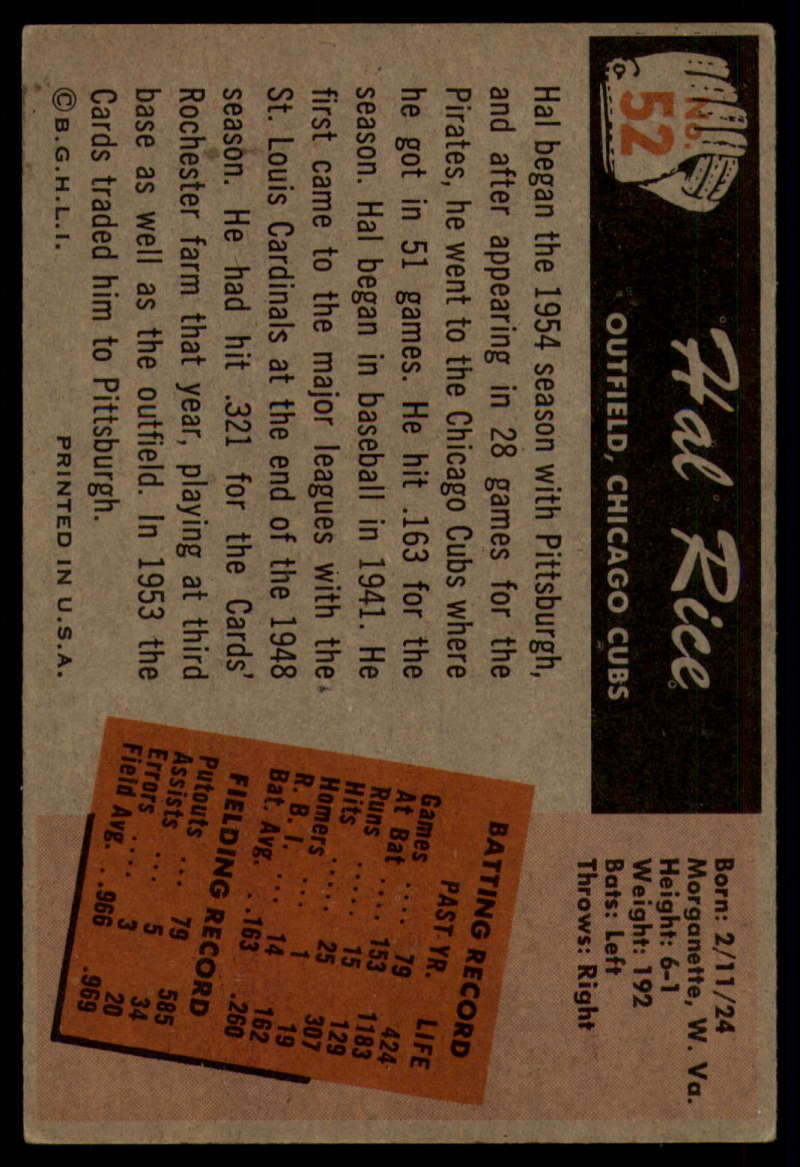 No.
52
Hal Rice
OUTFIELD, CHICAGO CUBS
Born: 2/11/24
Morganette, W. Va.
Height: 6-1
Weight: 192
Bats: Left
Throws: Right
Hal began the 1954 season with Pittsburgh,
and after appearing in 28 games for the
Pirates, he went to the Chicago Cubs where
he got in 51 games. He hit .163 for the
season. Hal began in baseball in 1941. He
first came to the major leagues with the
St. Louis Cardinals at the end of the 1948
season. He had hit .321 for the Cards'
Rochester farm that year, playing at third
base as well as the outfield. In 1953 the
Cards traded him to Pittsburgh.
© B.G.H.L.I. PRINTED IN U.S.A.
BATTING RECORD
PAST YR. LIFE
Games .... 79 424
At Bat .... 153 1183
Runs ..... 15 129
Hits ..... 25 307
Homers ... 1 19
R. B. I. ... 14 162
Bat. Avg. . .163 .260
FIELDING RECORD
Putouts ... 79 585
Assists ... 5 34
Errors .... 3 20
Field Avg. . .966 .969